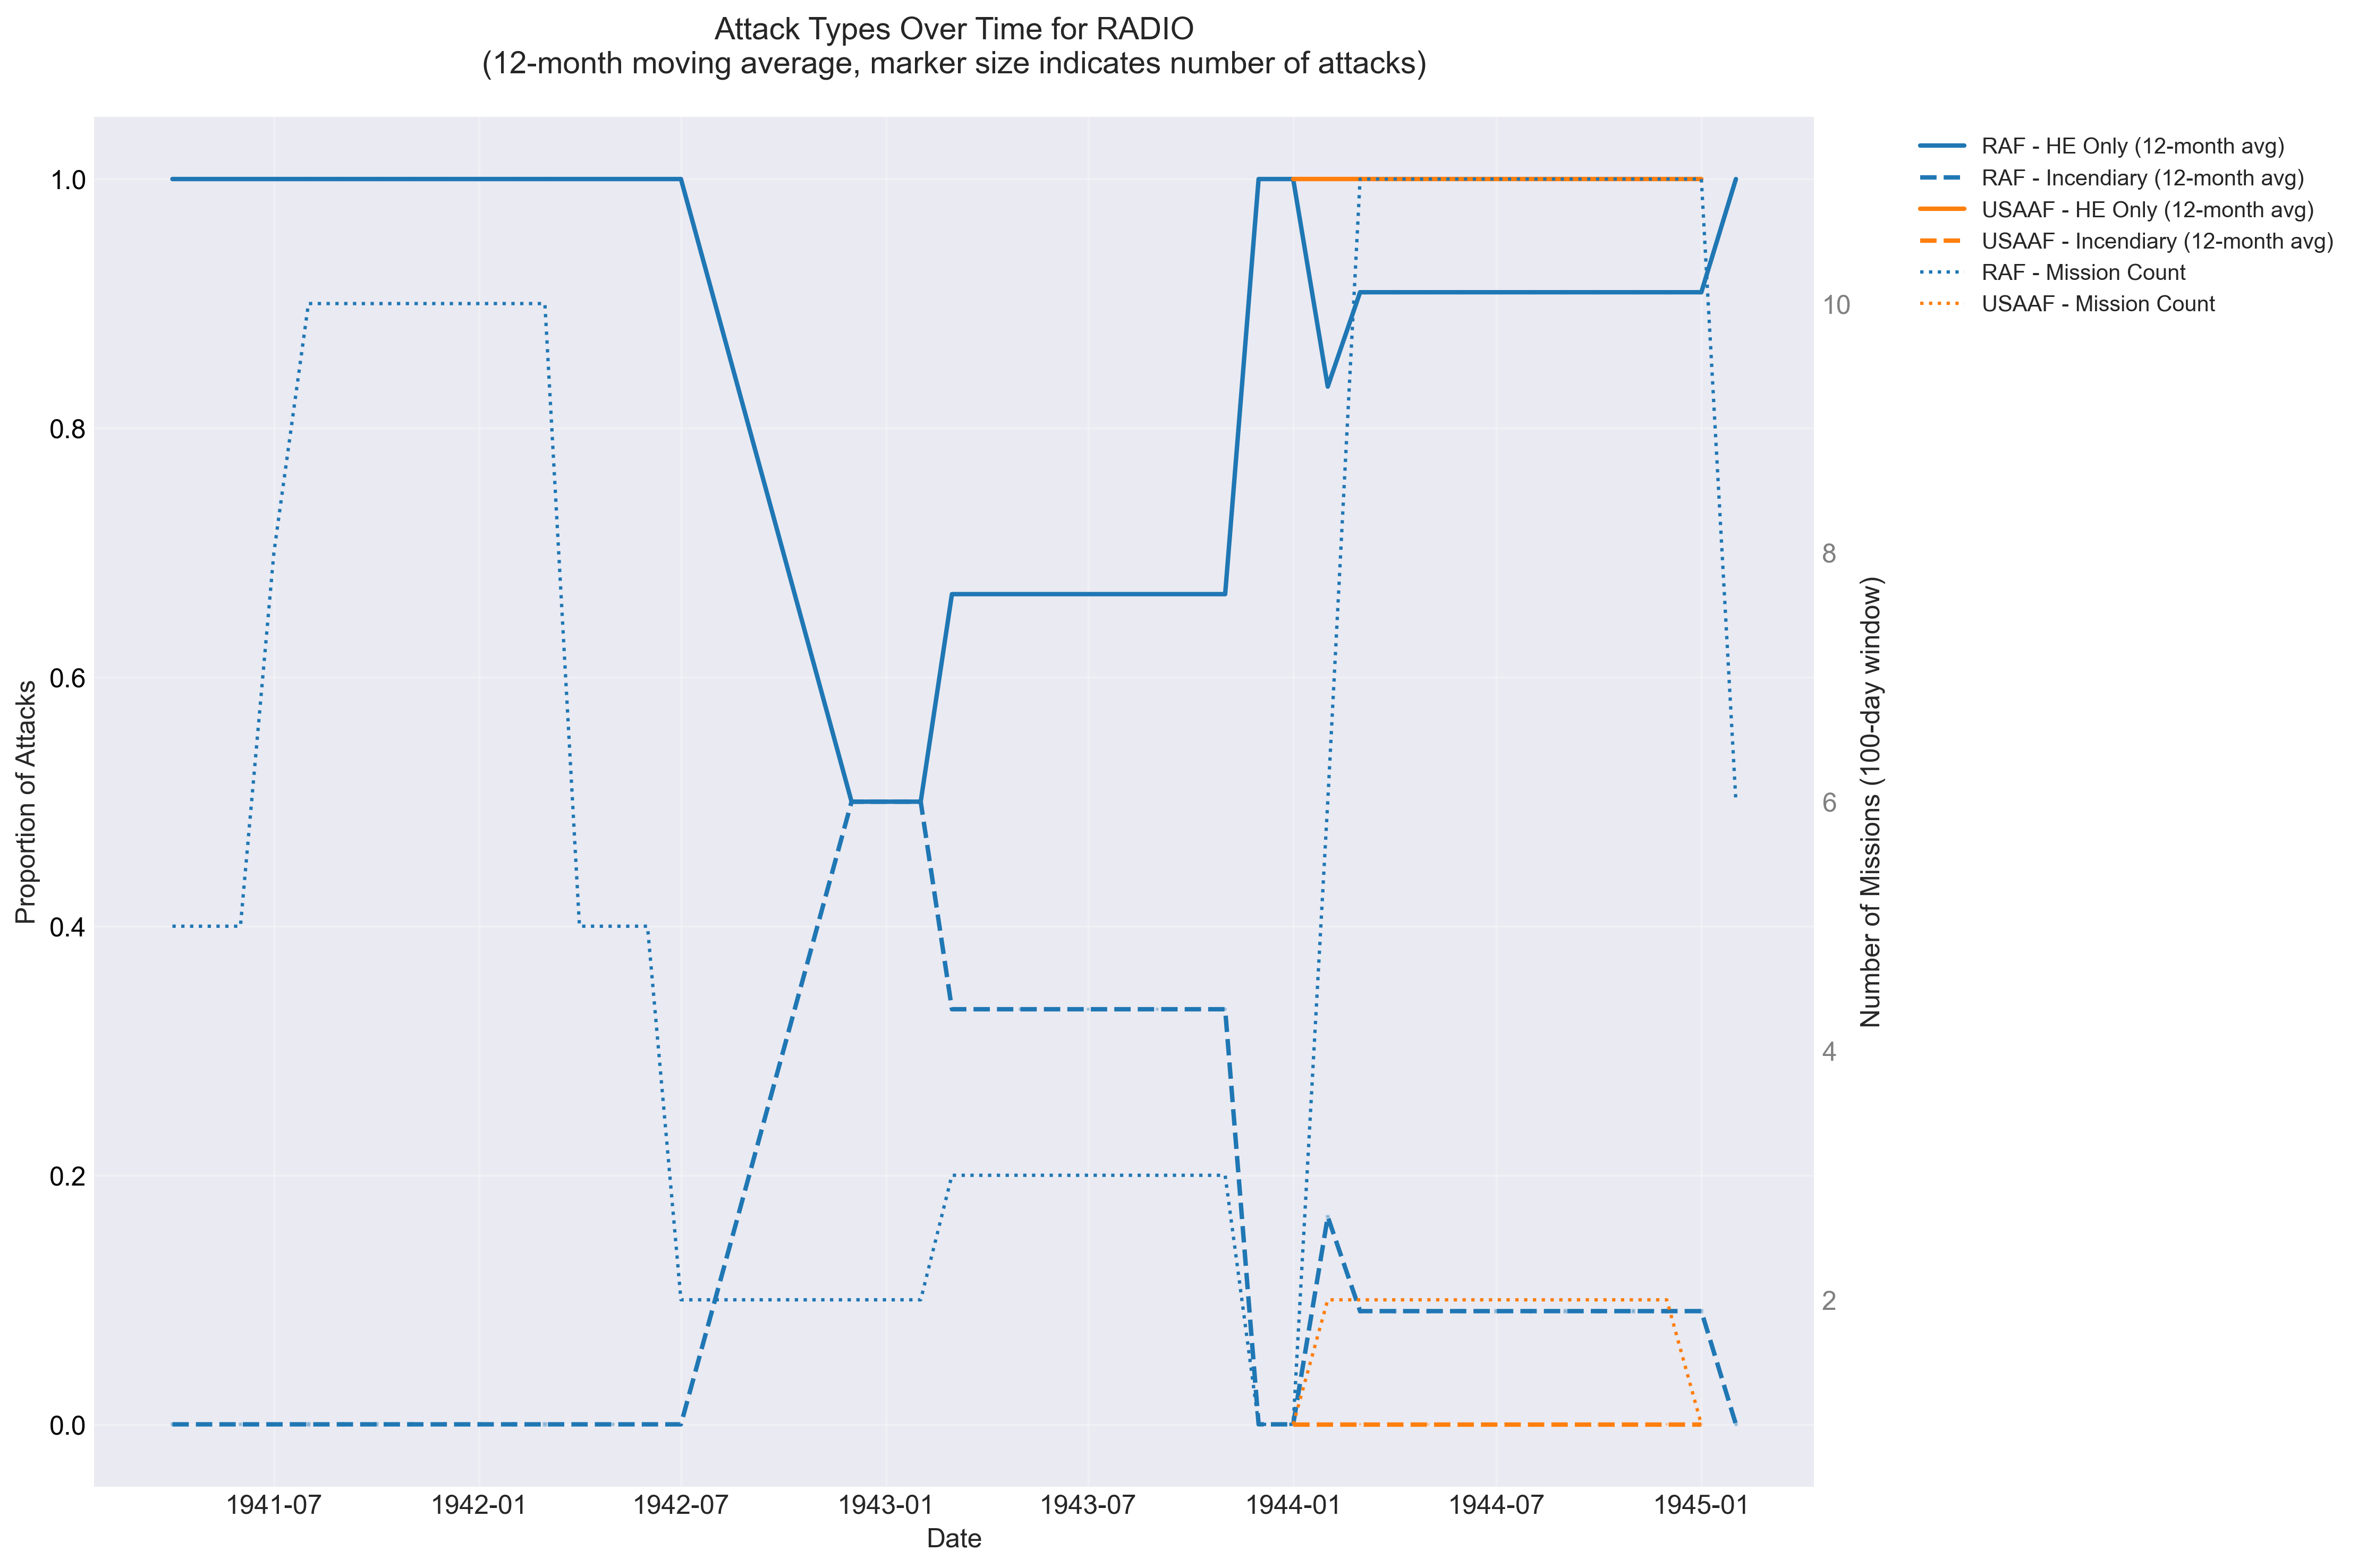 Attack Types Over Time for RADIO
(12-month moving average, marker size indicates number of attacks)
RAF - HE Only (12-month avg)
RAF - Incendiary (12-month avg)
USAAF - HE Only (12-month avg)
USAAF - Incendiary (12-month avg)
RAF - Mission Count
USAAF - Mission Count
Proportion of Attacks
1.0
0.8
0.6
0.4
0.2
0.0
10
8
6
4
2
Number of Missions (100-day window)
1941-07
1942-01
1942-07
1943-01
1943-07
1944-01
1944-07
1945-01
Date